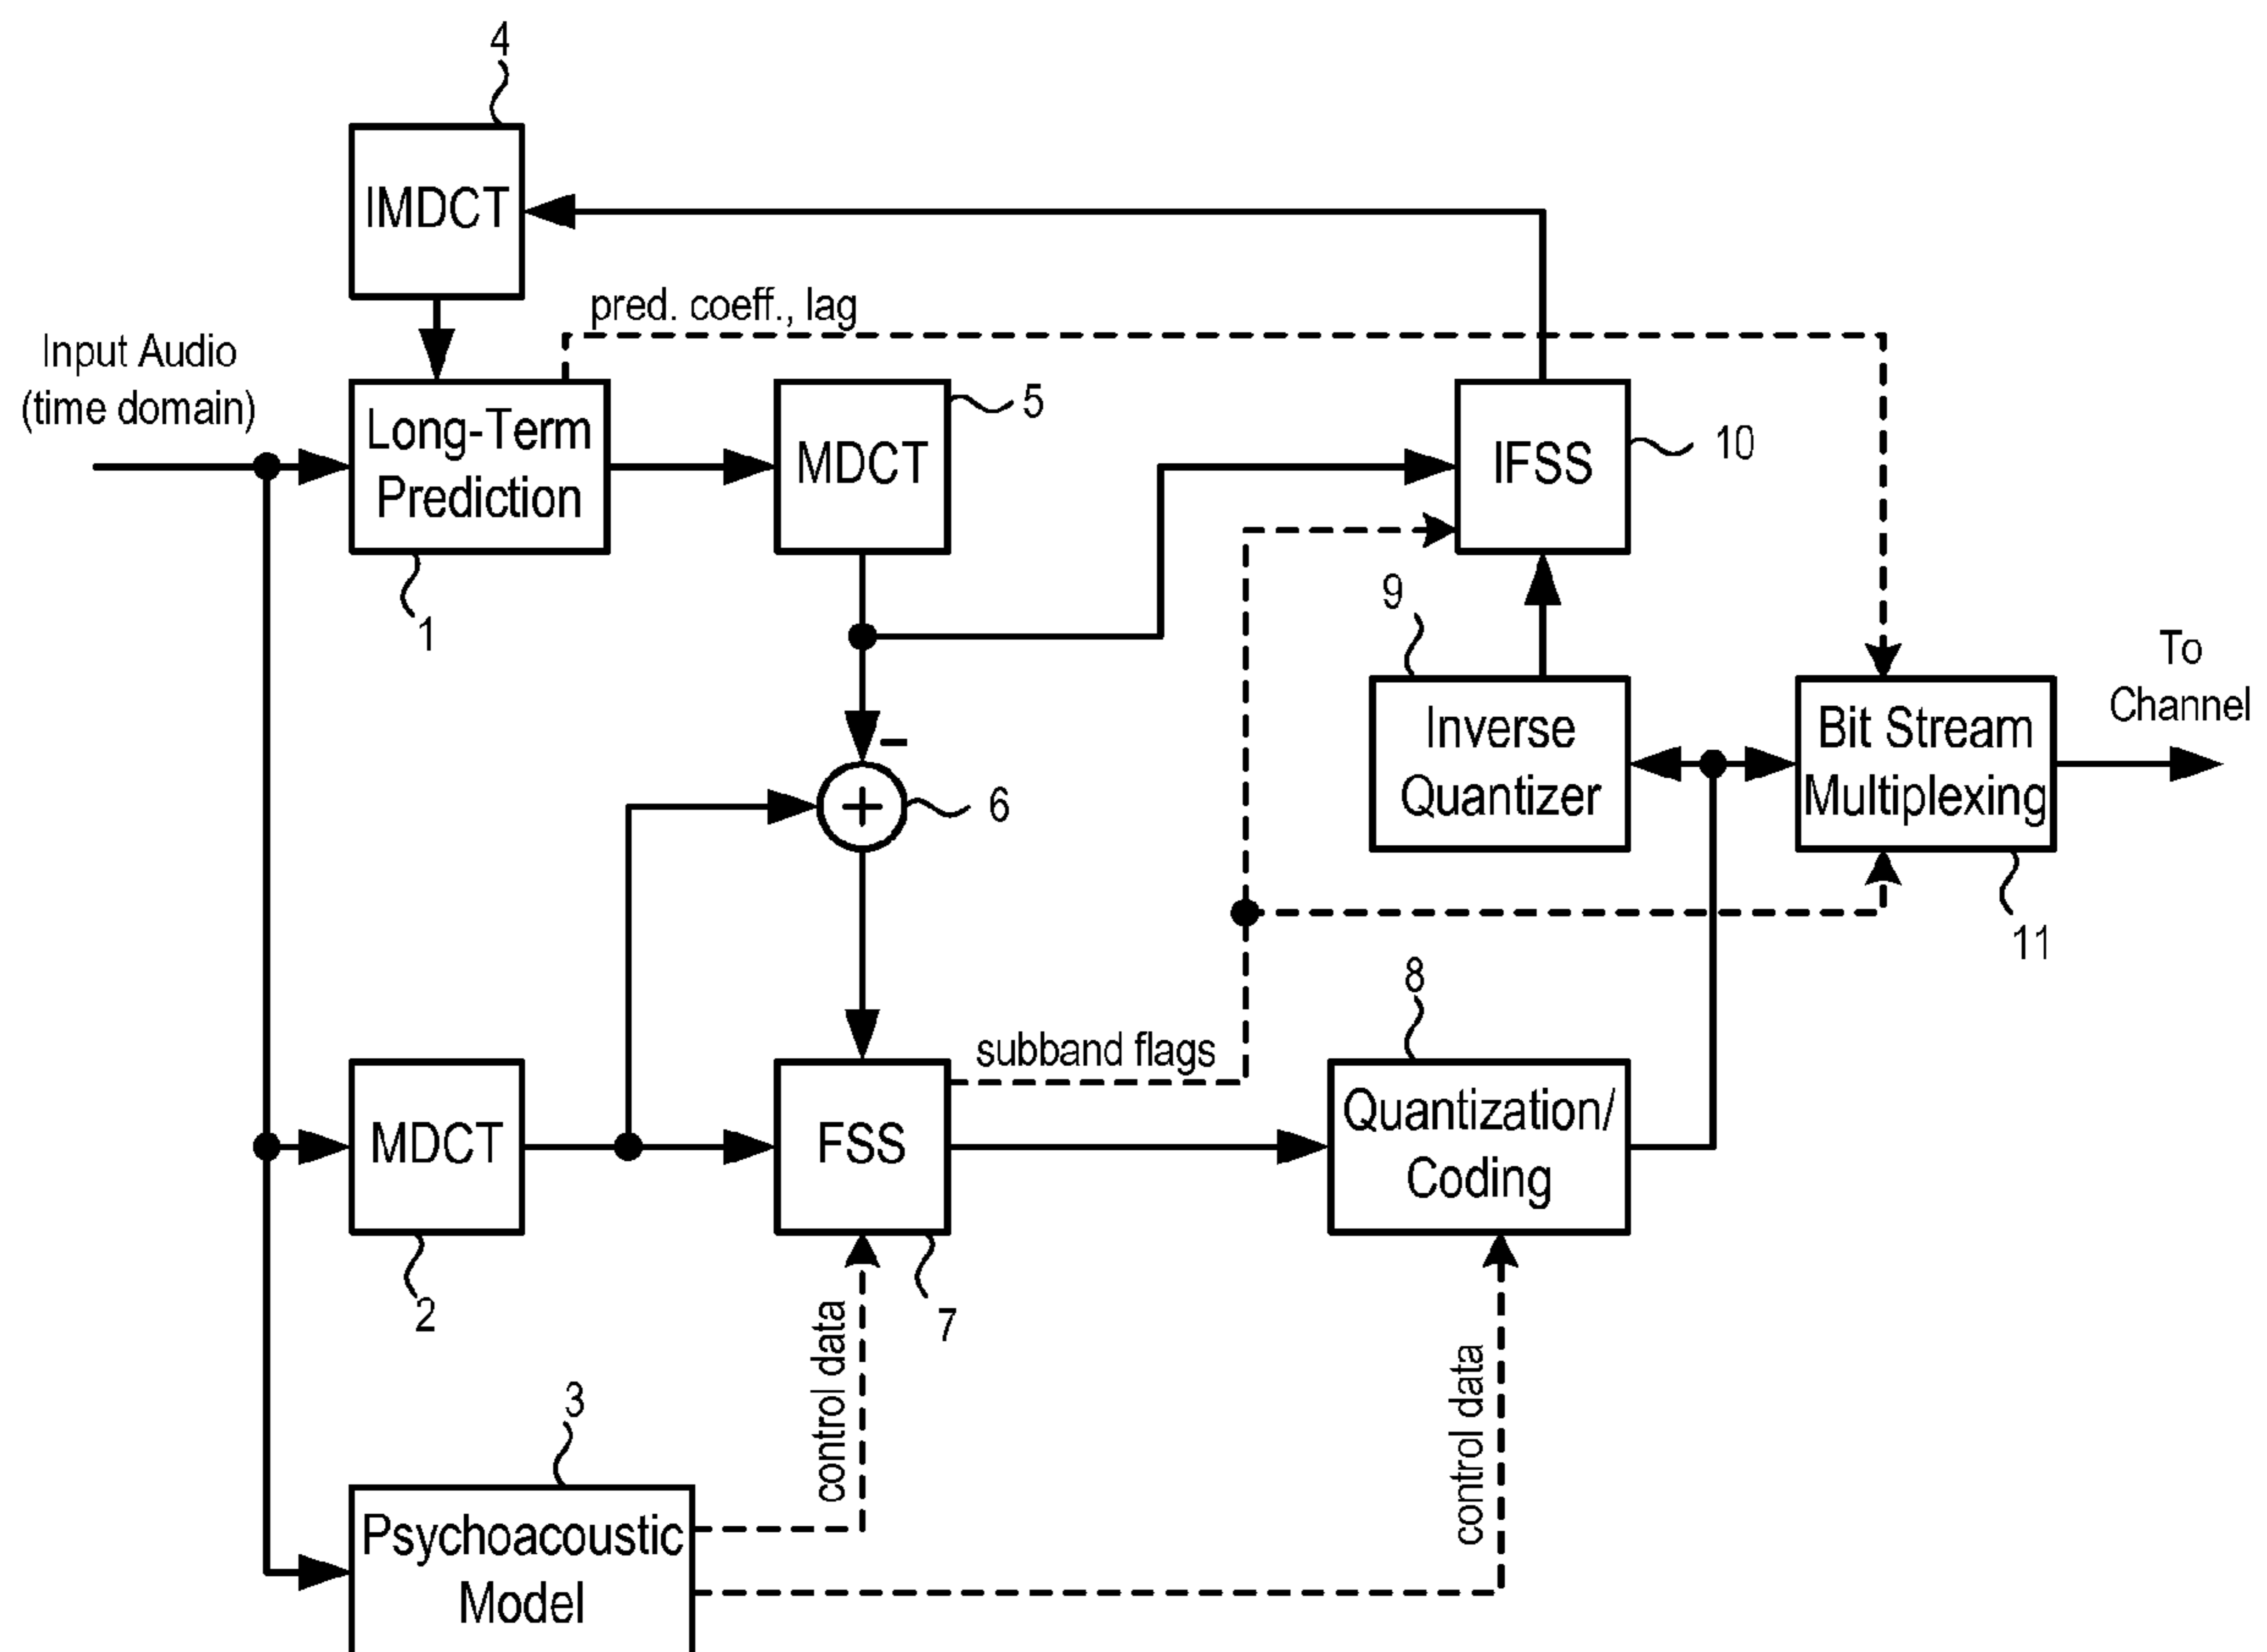 4
IMDCT
pred. coeff., lag
Input Audio
(time domain)
Long-Term
Prediction
1
MDCT
5
IFSS
10
9
Inverse
Quantizer
To
Channel
Bit Stream
Multiplexing
11
-
+
6
subband flags
8
Quantization/
Coding
MDCT
2
FSS
7
control data
control data
3
Psychoacoustic
Model